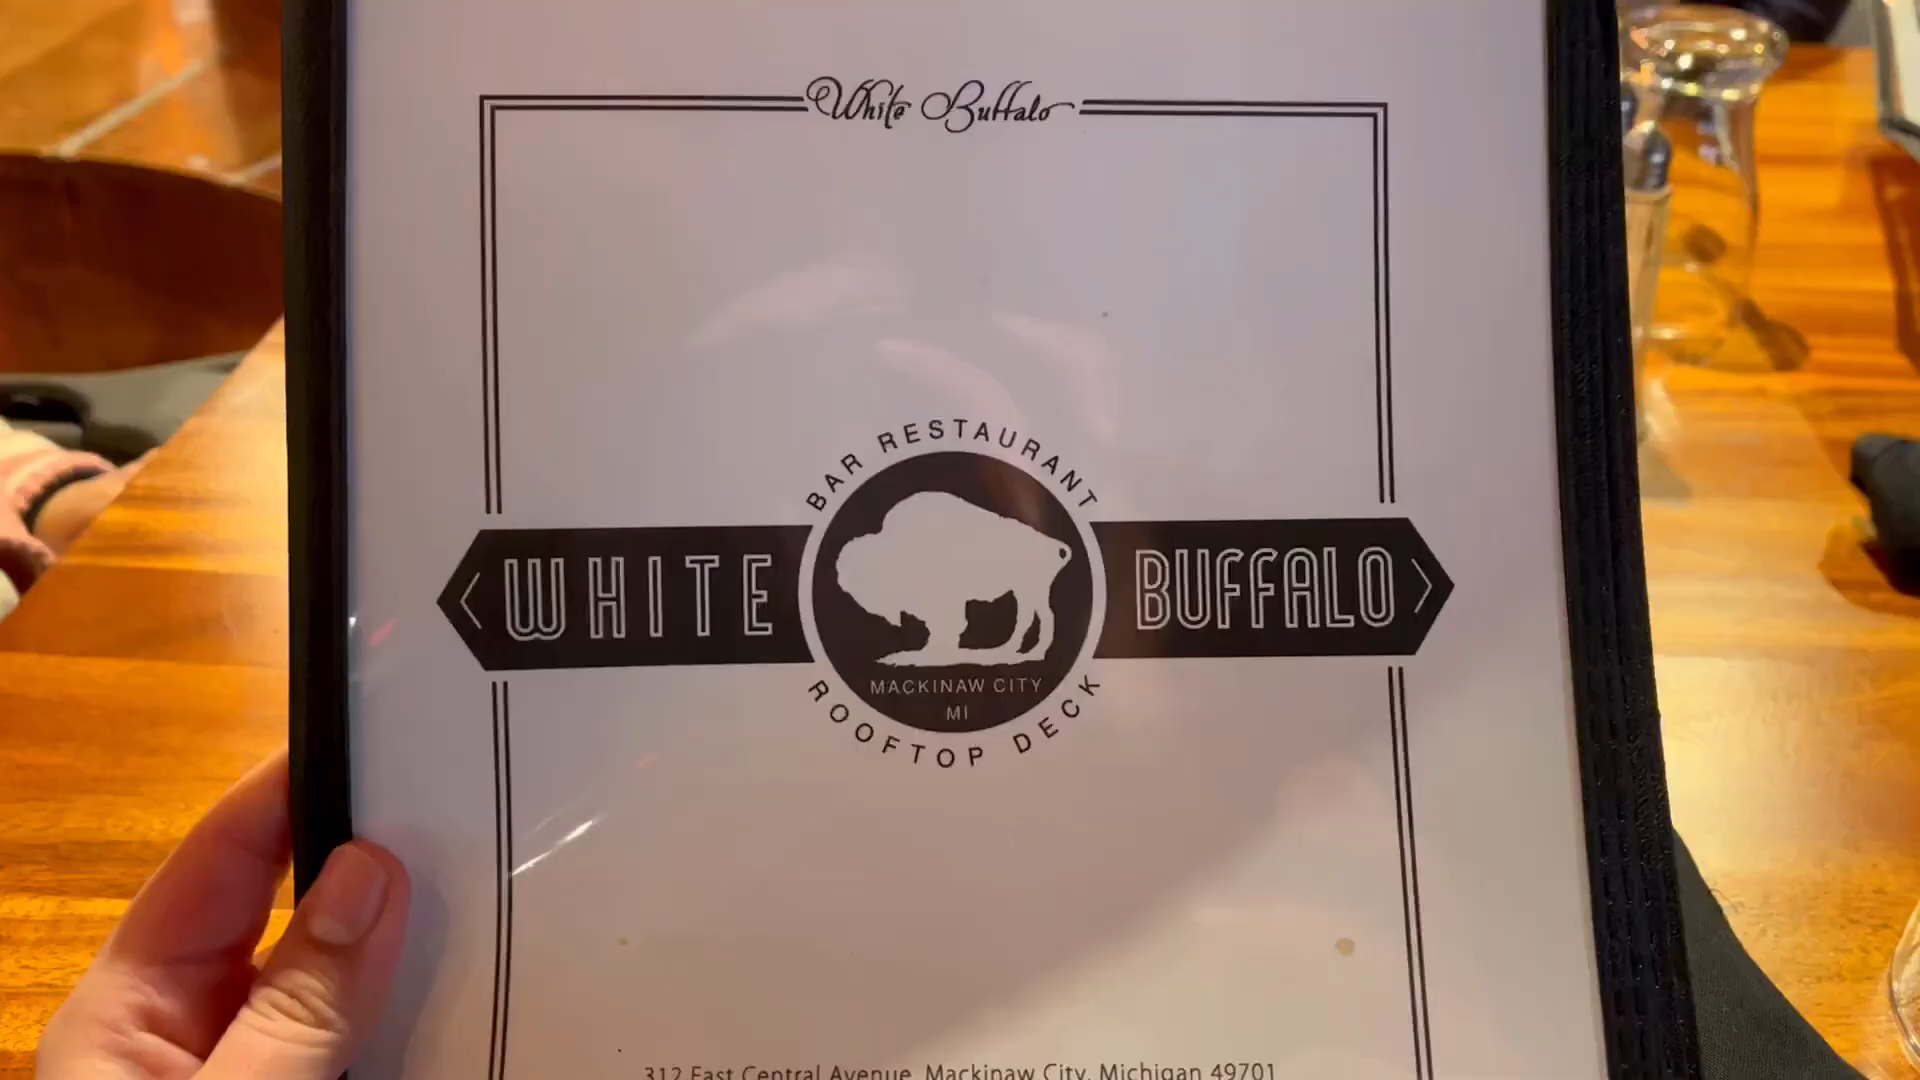 White Buffalo
BAR RESTAURANT
< WHITE BUFFALO >
MACKINAW CITY
MI
ROOFTOP DECK
312 East Central Avenue, Mackinaw City, Michigan 49701